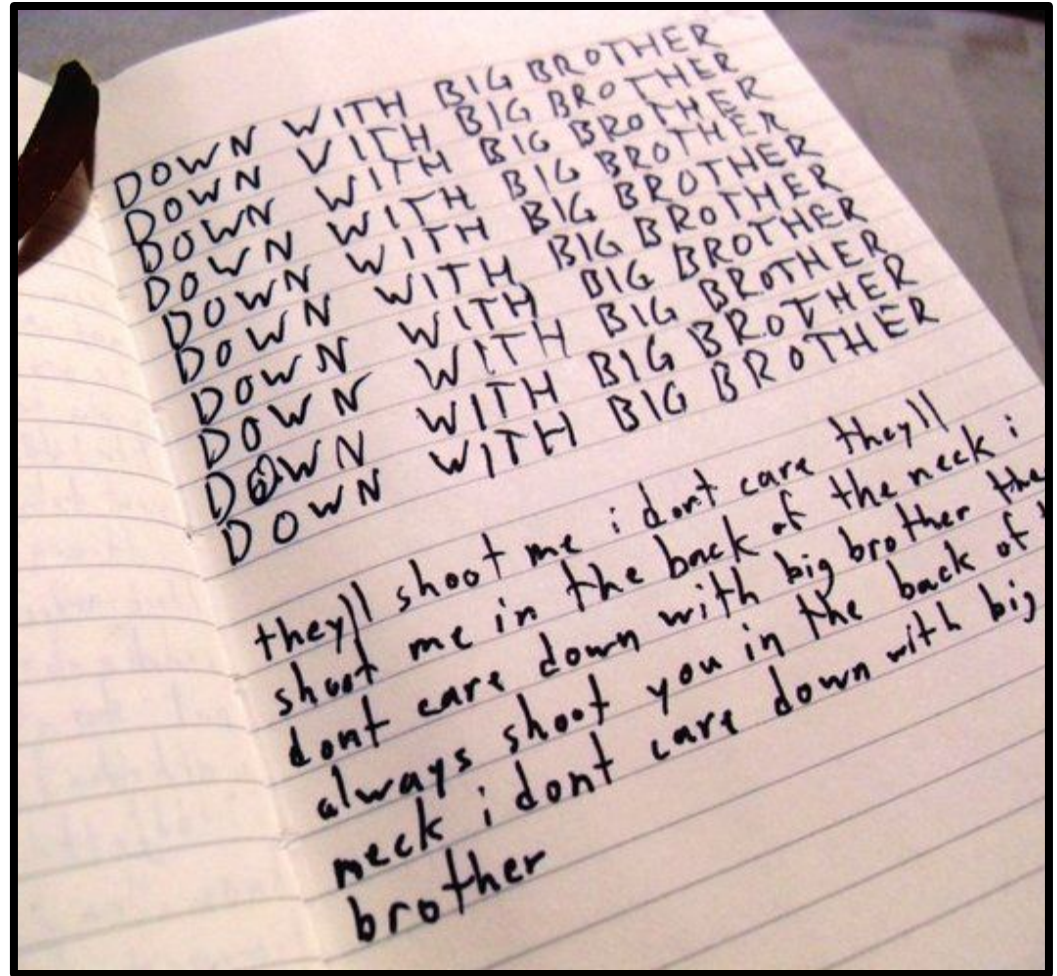 DOWN WITH BIG BROTHER
DOWN VITH BIG BROTHER
DOWN WITH BIG BROTHER
DOWN WITH BIG BROTHER
DOWN WITH BIG BROTHER
DOWN WITH BIG BROTHER
DOWN WITH BIG BROTHER
DOWN WITH BIG BROTHER
DOWN WITH BIG BROTHER
DOWN WITH BIG BROTHER
theyll shoot me i dont care theyll
shoot me in the back of the neck i
dont care down with big brother the
always shoot you in the back of
neck i dont care down with big
brother